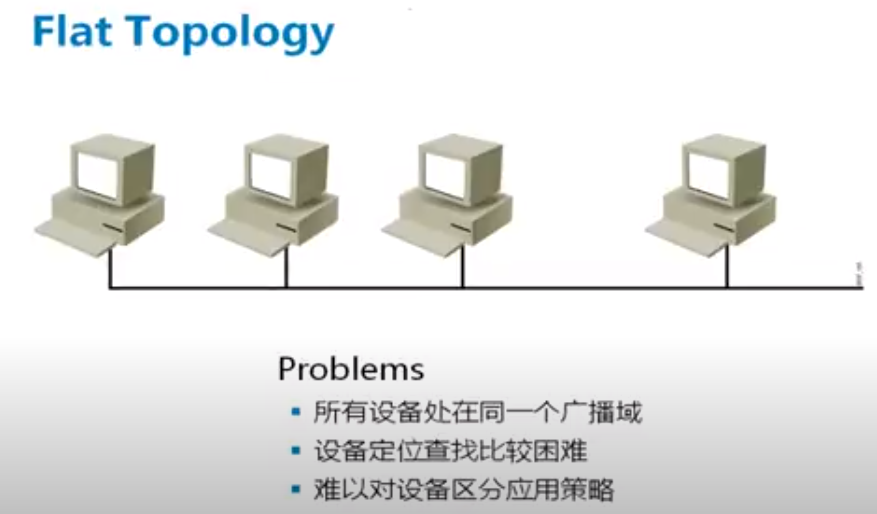 Flat Topology
Problems
▪ 所有设备处在同一个广播域
▪ 设备定位查找比较困难
▪ 难以对设备区分应用策略